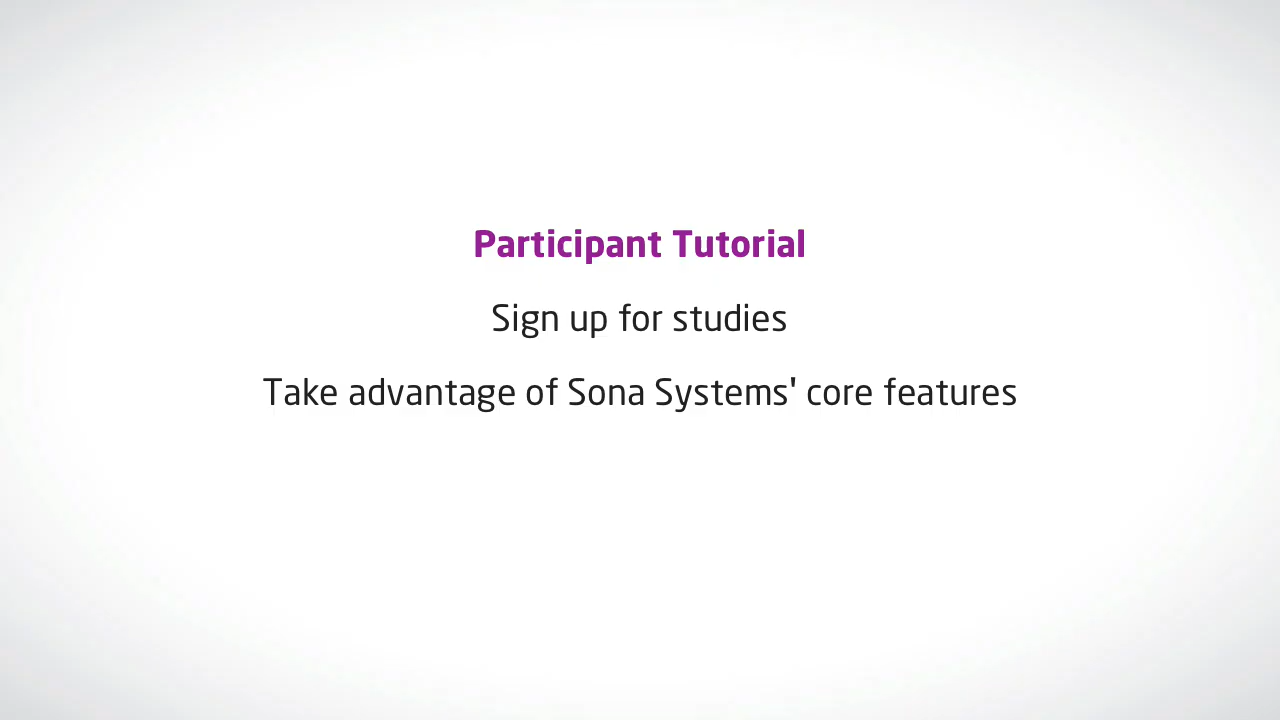 Participant Tutorial
Sign up for studies
Take advantage of Sona Systems' core features